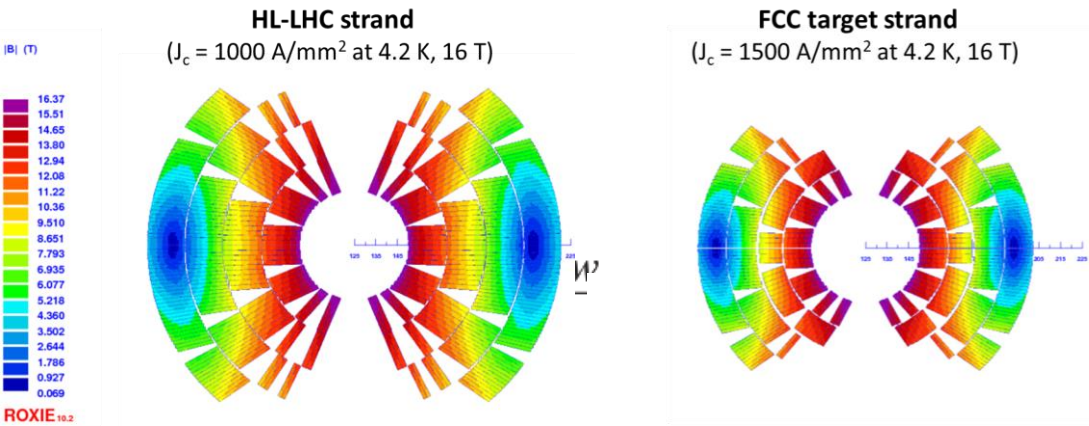 HL-LHC strand
(Jc = 1000 A/mm² at 4.2 K, 16 T)
FCC target strand
(Jc = 1500 A/mm² at 4.2 K, 16 T)
|B| (T)
16.37
15.51
14.65
13.80
12.94
12.08
11.22
10.36
9.510
8.651
7.793
6.935
6.077
5.218
4.360
3.502
2.644
1.786
0.927
0.069
ROXIE 10.2
125 135 145 225
125 135 145 205 215 225